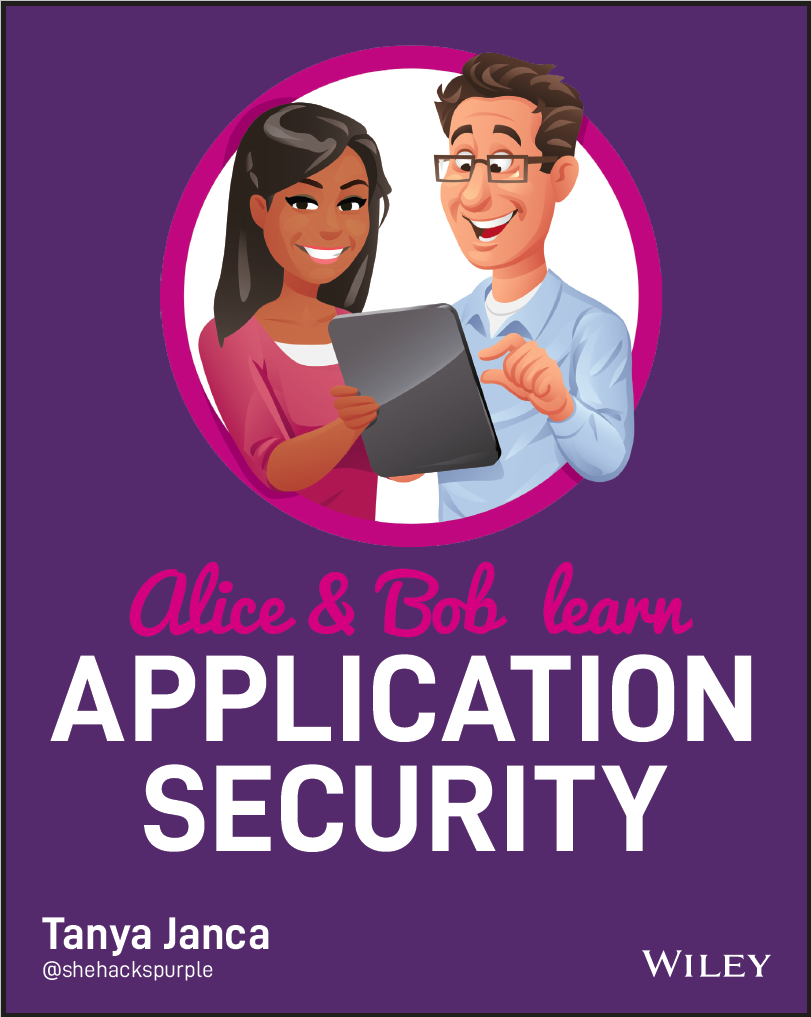 Alice & Bob learn
APPLICATION
SECURITY
Tanya Janca
@shehackspurple
WILEY